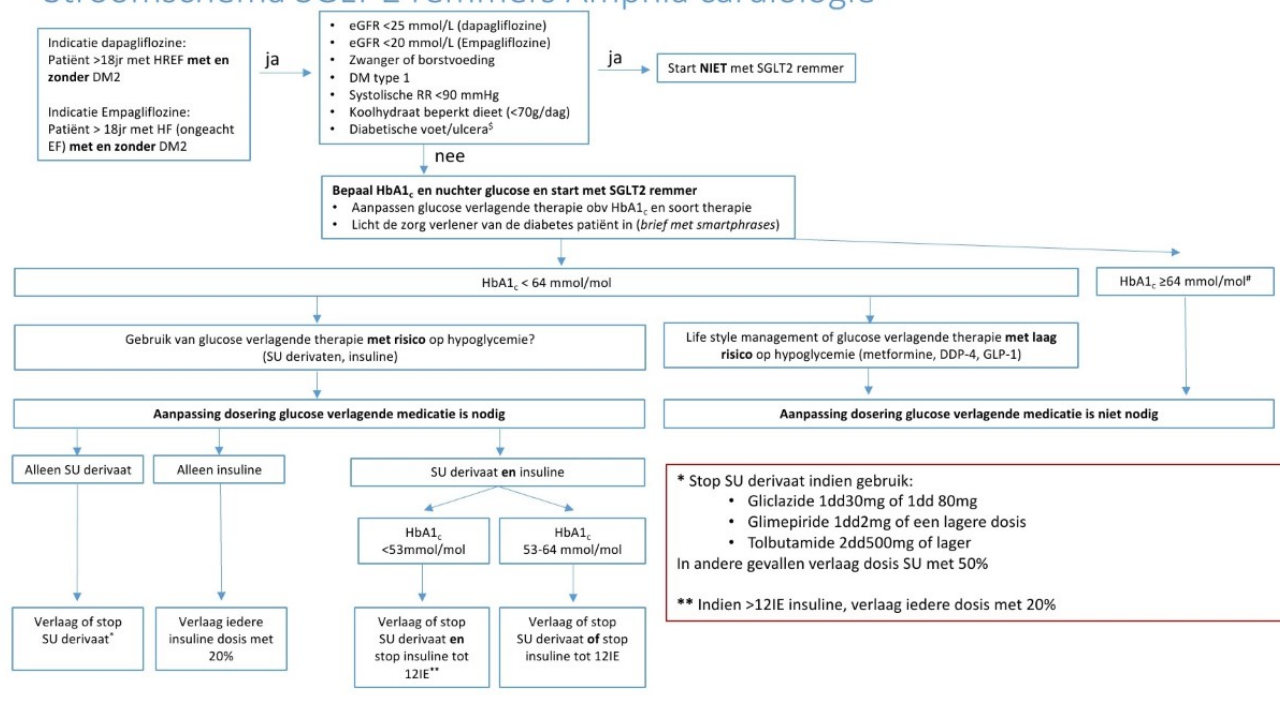 Stroomschema SGLT-2 remmers Amphia cardiologie
Indicatie dapagliflozine:
Patiënt >18jr met HREF met en
zonder DM2
Indicatie Empagliflozine:
Patiënt > 18jr met HF (ongeacht
EF) met en zonder DM2
ja
• eGFR <25 mmol/L (dapagliflozine)
• eGFR <20 mmol/L (Empagliflozine)
• Zwanger of borstvoeding
• DM type 1
• Systolische RR <90 mmHg
• Koolhydraat beperkt dieet (<70g/dag)
• Diabetische voet/ulcera$
ja
Start NIET met SGLT2 remmer
nee
Bepaal HbA1c en nuchter glucose en start met SGLT2 remmer
• Aanpassen glucose verlagende therapie obv HbA1c en soort therapie
• Licht de zorg verlener van de diabetes patiënt in (brief met smartphrases)
HbA1c < 64 mmol/mol
HbA1c ≥64 mmol/mol#
Gebruik van glucose verlagende therapie met risico op hypoglycemie?
(SU derivaten, insuline)
Life style management of glucose verlagende therapie met laag
risico op hypoglycemie (metformine, DDP-4, GLP-1)
Aanpassing dosering glucose verlagende medicatie is nodig
Aanpassing dosering glucose verlagende medicatie is niet nodig
Alleen SU derivaat
Alleen insuline
SU derivaat en insuline
HbA1c
<53mmol/mol
HbA1c
53-64 mmol/mol
Verlaag of stop
SU derivaat*
Verlaag iedere
insuline dosis met
20%
Verlaag of stop
SU derivaat en
stop insuline tot
12IE**
Verlaag of stop
SU derivaat of stop
insuline tot 12IE
* Stop SU derivaat indien gebruik:
• Gliclazide 1dd30mg of 1dd 80mg
• Glimepiride 1dd2mg of een lagere dosis
• Tolbutamide 2dd500mg of lager
In andere gevallen verlaag dosis SU met 50%
** Indien >12IE insuline, verlaag iedere dosis met 20%